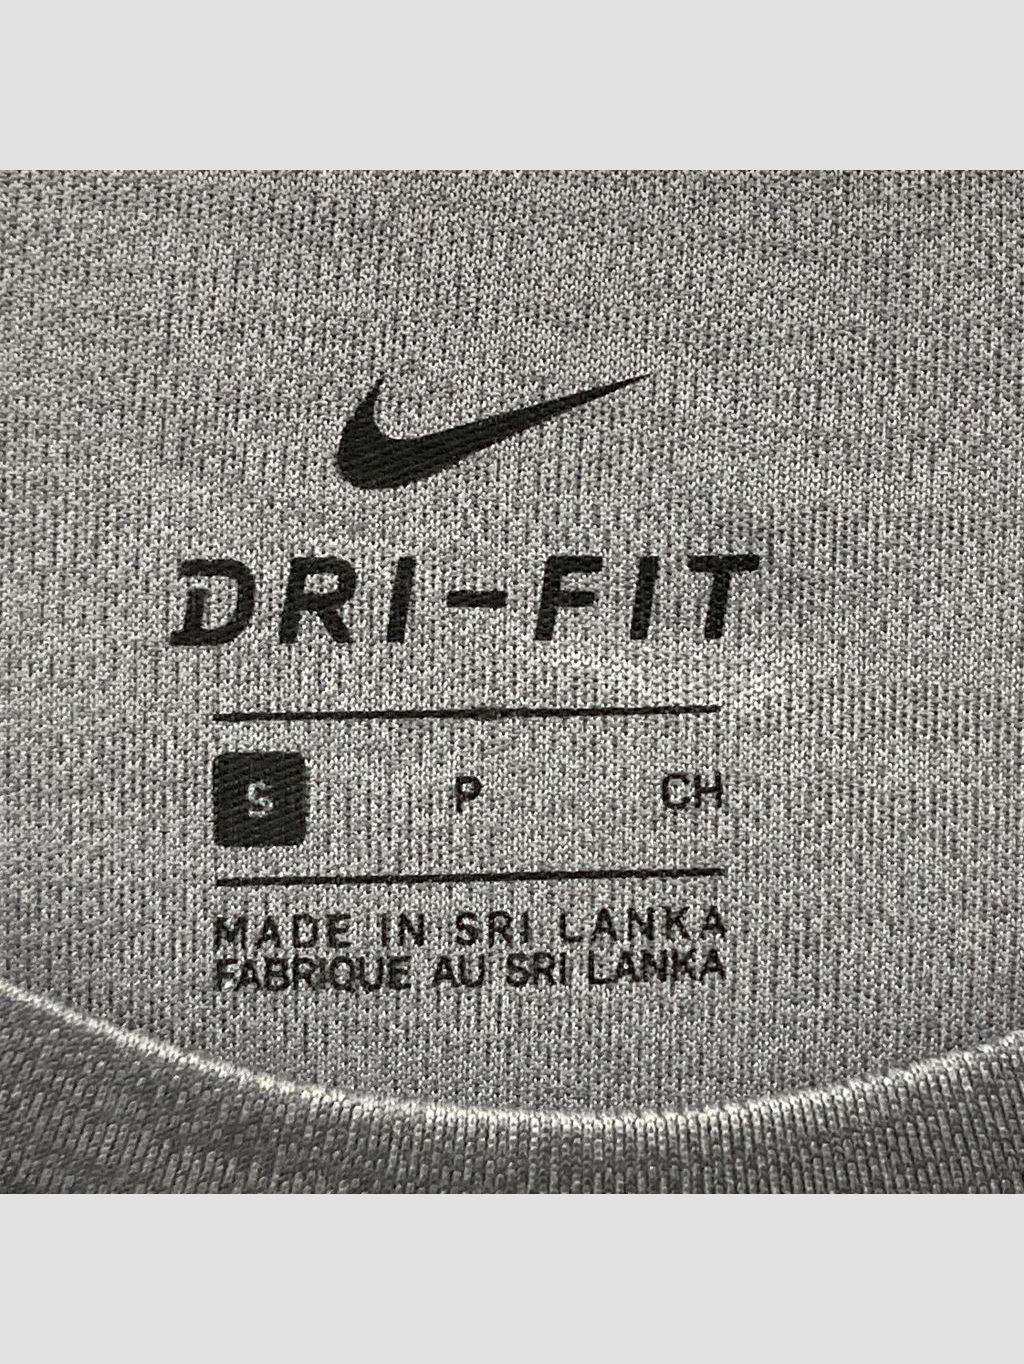 DRI-FIT
S P CH
MADE IN SRI LANKA
FABRIQUE AU SRI LANKA